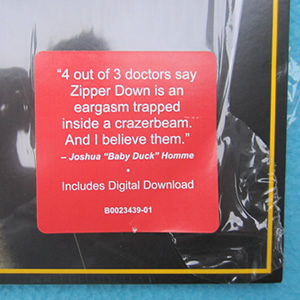 “4 out of 3 doctors say
Zipper Down is an
eargasm trapped
inside a crazerbeam.
And I believe them.”
– Joshua “Baby Duck” Homme
•
Includes Digital Download
B0023439-01